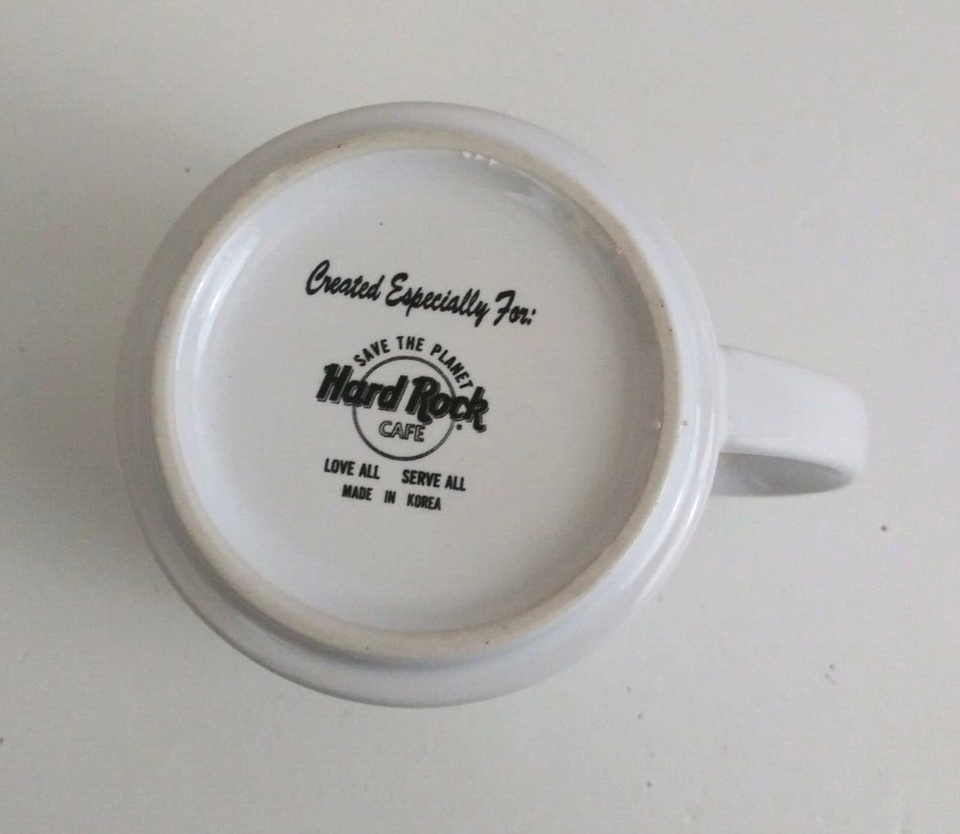 Created Especially For:
SAVE THE PLANET
Hard Rock
CAFE
LOVE ALL SERVE ALL
MADE IN KOREA